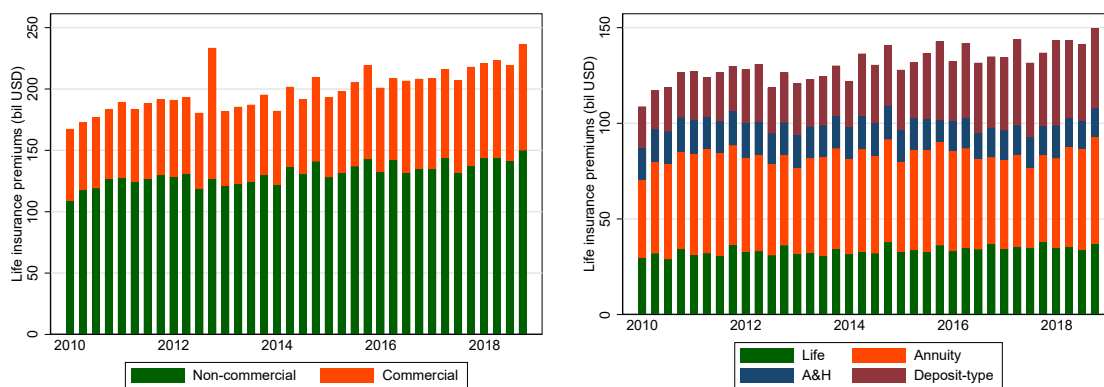 Life insurance premiums (bil USD)
250
200
150
100
50
0
2010 2012 2014 2016 2018
Non-commercial Commercial
Life insurance premiums (bil USD)
150
100
50
0
2010 2012 2014 2016 2018
Life Annuity
A&H Deposit-type